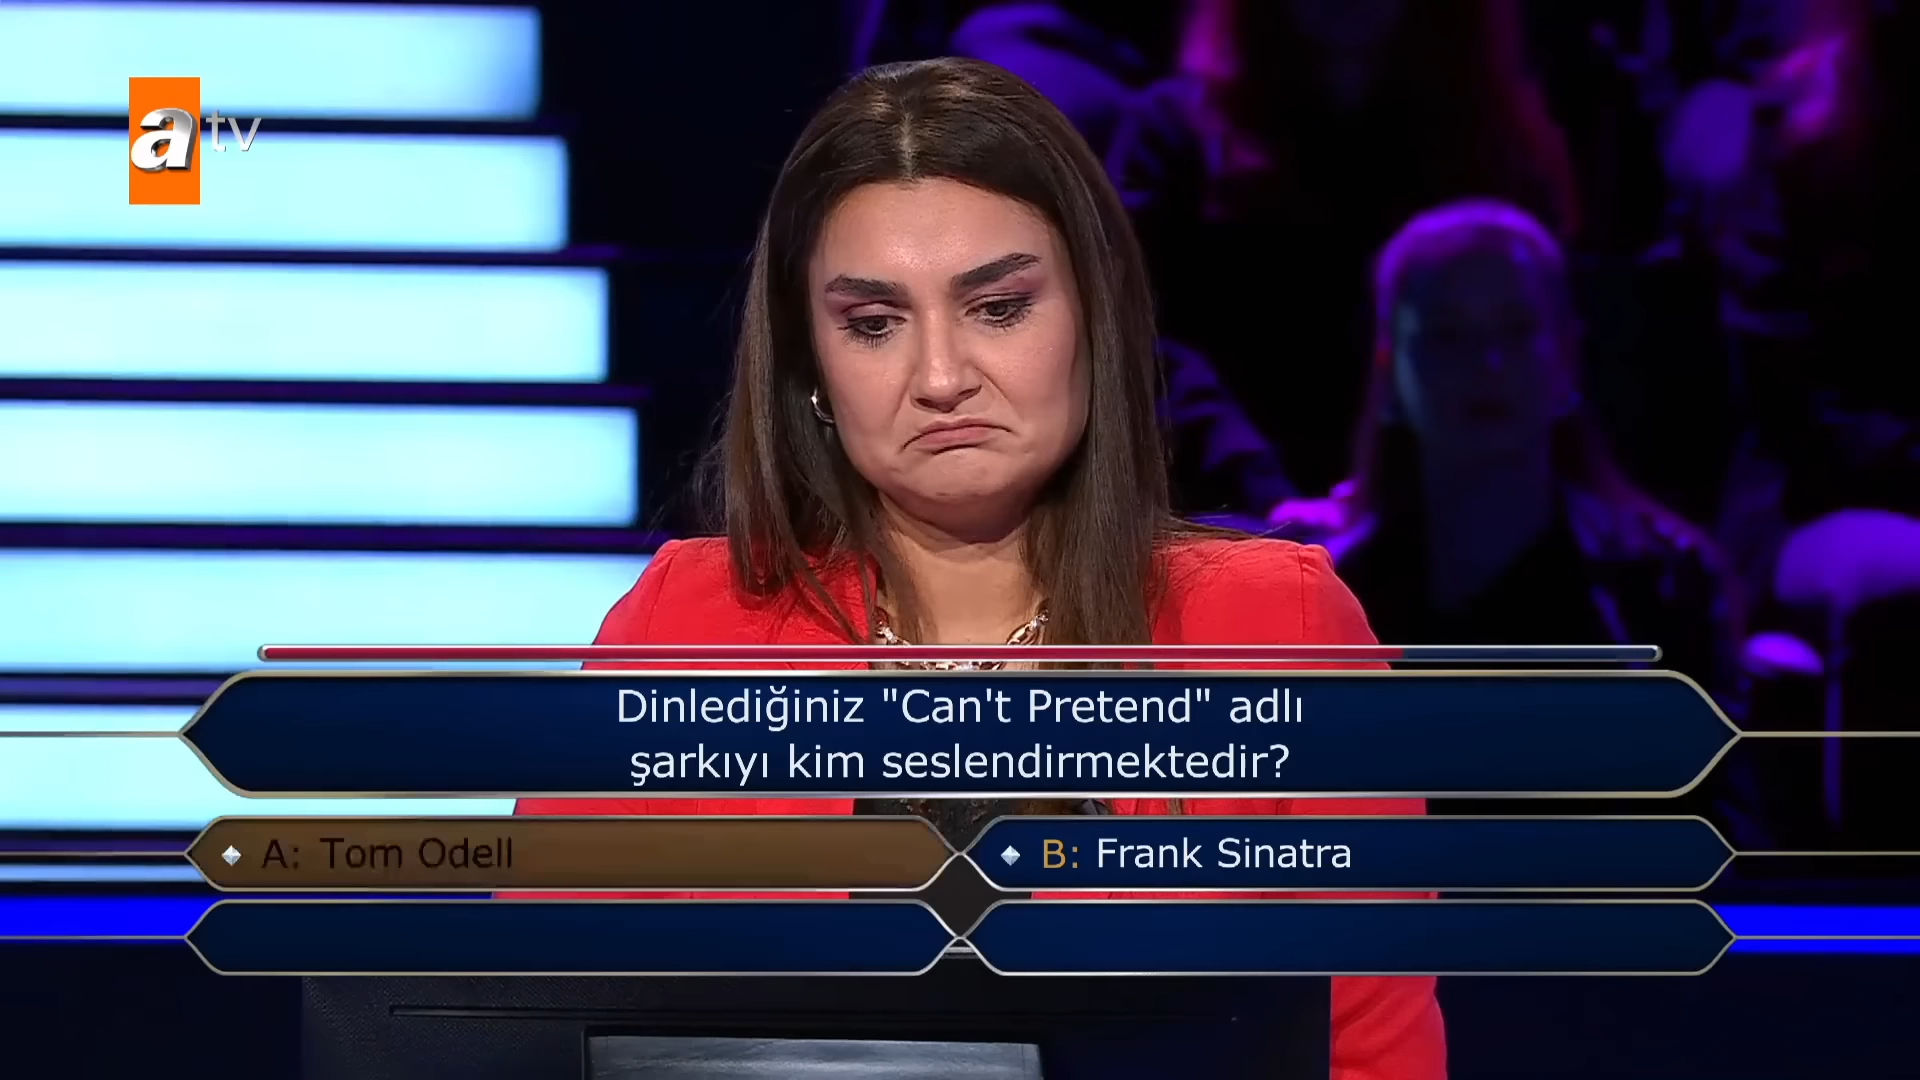 atv
Dinlediğiniz "Can't Pretend" adlı
şarkıyı kim seslendirmektedir?
A: Tom Odell
B: Frank Sinatra